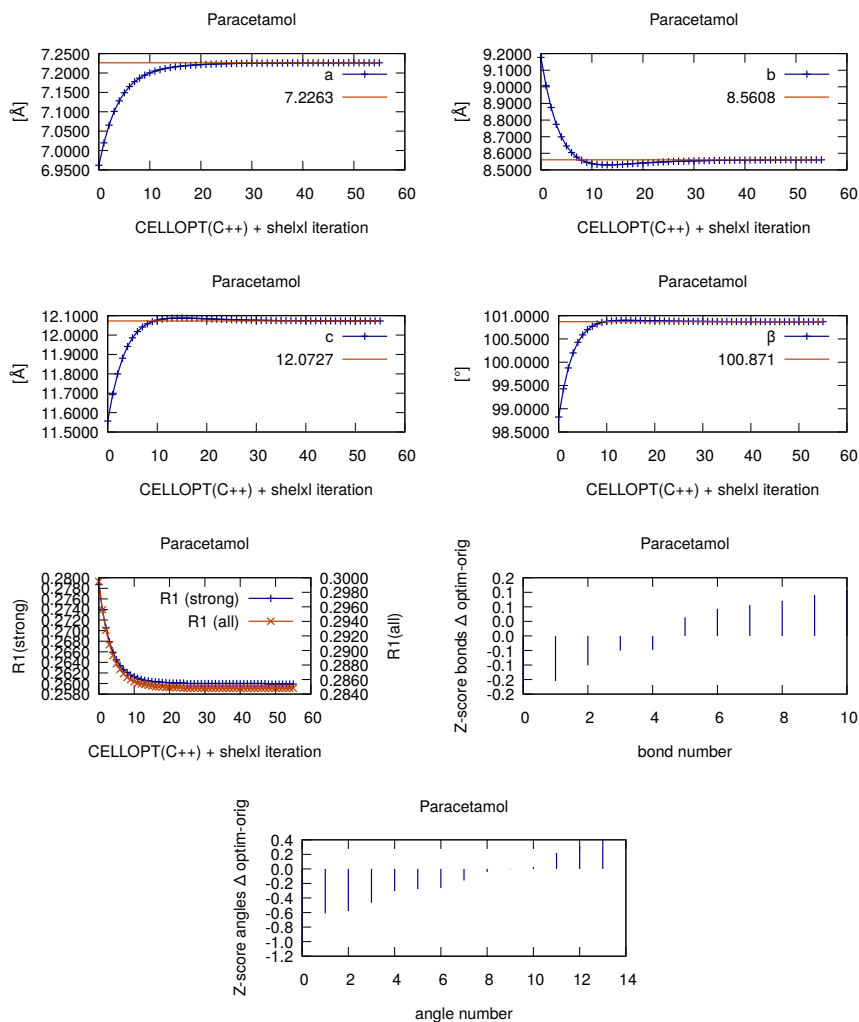 Paracetamol
7.2500
7.2000
7.1500
7.1000
7.0500
7.0000
6.9500
[Å]
a
7.2263
0 10 20 30 40 50 60
CELLOPT(C++) + shelxl iteration
Paracetamol
9.2000
9.1000
9.0000
8.9000
8.8000
8.7000
8.6000
8.5000
[Å]
b
8.5608
0 10 20 30 40 50 60
CELLOPT(C++) + shelxl iteration
Paracetamol
12.1000
12.0000
11.9000
11.8000
11.7000
11.6000
11.5000
[Å]
c
12.0727
0 10 20 30 40 50 60
CELLOPT(C++) + shelxl iteration
Paracetamol
101.0000
100.5000
100.0000
99.5000
99.0000
98.5000
[°]
β
100.871
0 10 20 30 40 50 60
CELLOPT(C++) + shelxl iteration
Paracetamol
0.2800
0.2780
0.2760
0.2740
0.2720
0.2700
0.2680
0.2660
0.2640
0.2620
0.2600
0.2580
R1(strong)
R1 (strong)
R1 (all)
0.3000
0.2980
0.2960
0.2940
0.2920
0.2900
0.2880
0.2860
0.2840
R1(all)
0 10 20 30 40 50 60
CELLOPT(C++) + shelxl iteration
Paracetamol
0.2
0.1
0.1
0.0
0.0
-0.1
-0.1
-0.2
-0.2
Z-score bonds Δ optim-orig
0 2 4 6 8 10
bond number
Paracetamol
0.4
0.2
0.0
-0.2
-0.4
-0.6
-0.8
-1.0
-1.2
Z-score angles Δ optim-orig
0 2 4 6 8 10 12 14
angle number